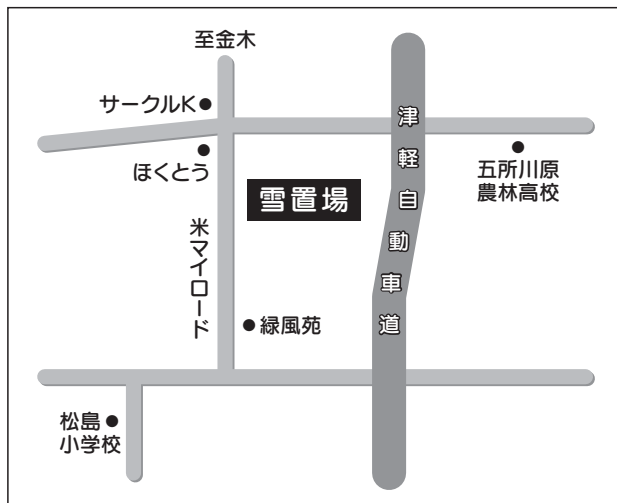 至金木
サークルK
ほくとう
津軽自動車道
五所川原
農林高校
雪置場
米マイロード
緑風苑
松島
小学校